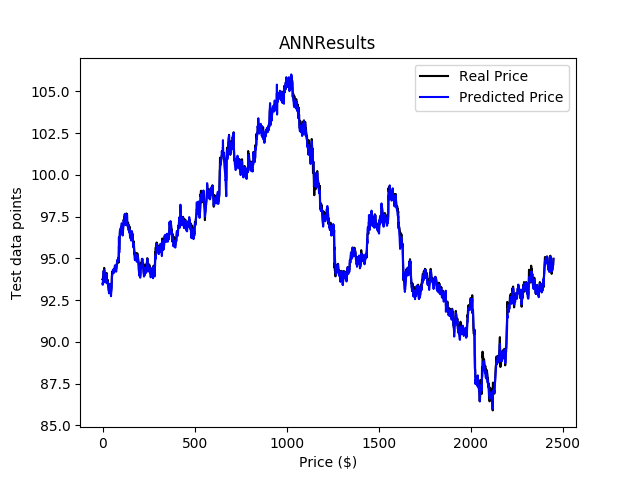 ANNResults
Real Price
Predicted Price
Test data points
105.0
102.5
100.0
97.5
95.0
92.5
90.0
87.5
85.0
0 500 1000 1500 2000 2500
Price ($)